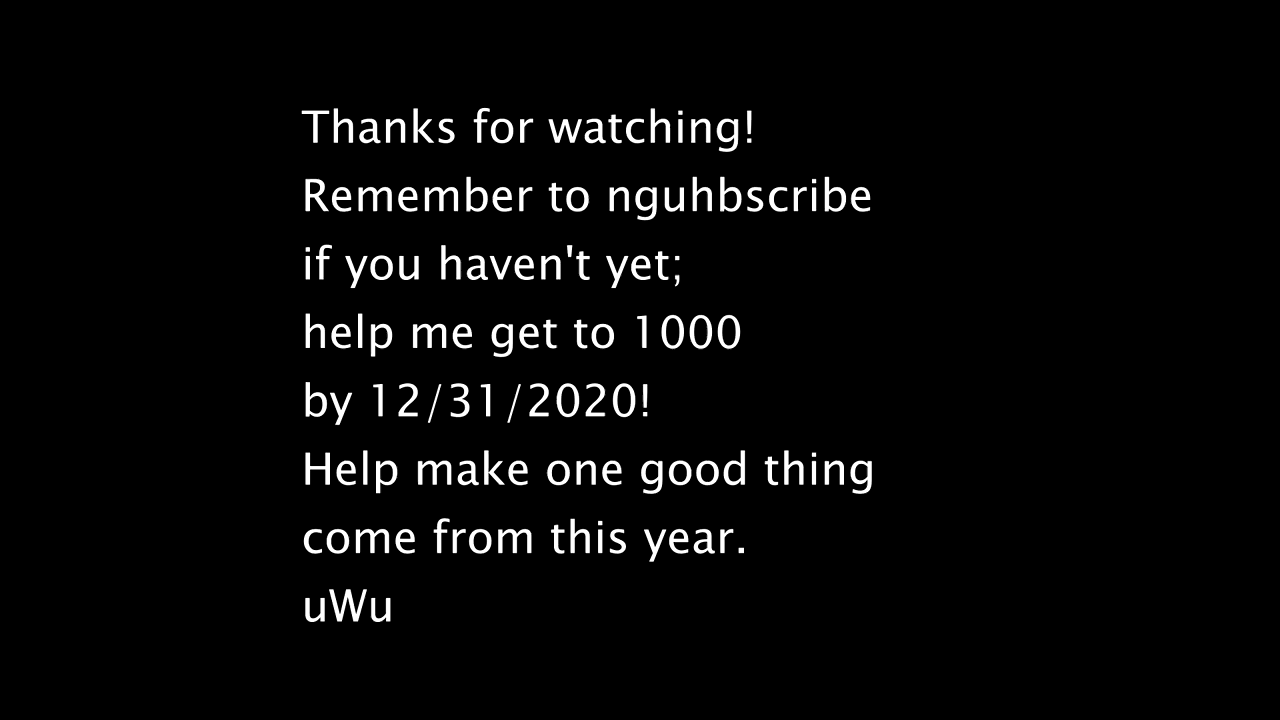 Thanks for watching!
Remember to nguhbscribe
if you haven't yet;
help me get to 1000
by 12/31/2020!
Help make one good thing
come from this year.
uWu